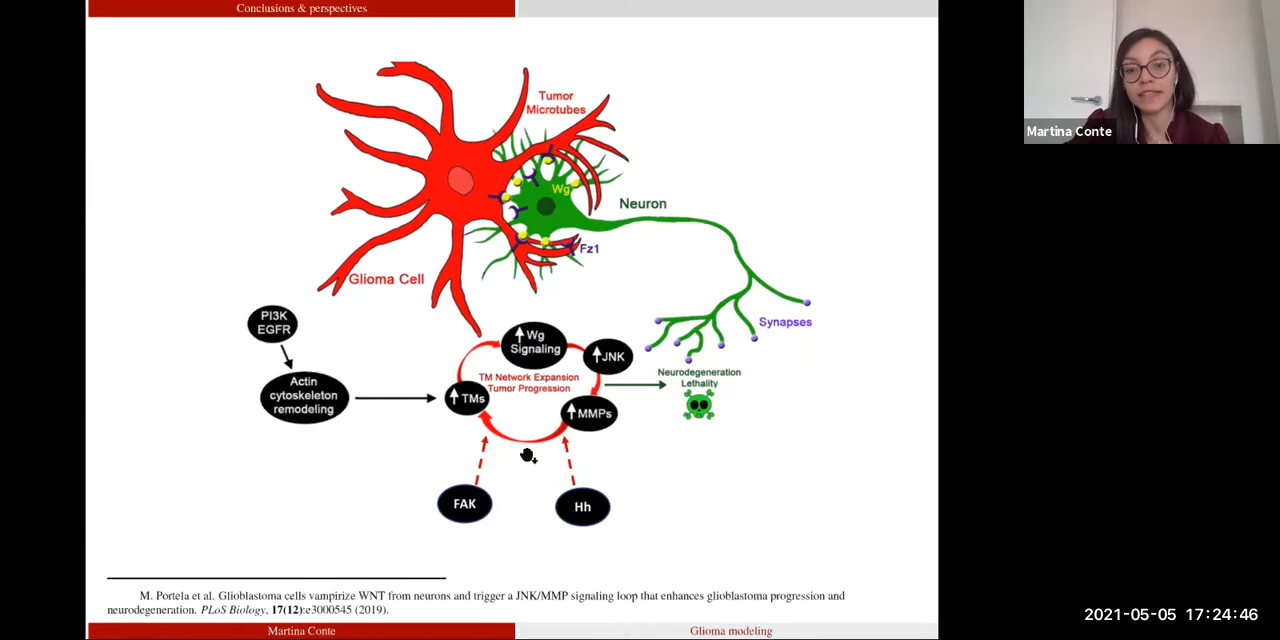 Conclusions & perspectives
Tumor
Microtubes
Wg
Neuron
Fz1
Glioma Cell
Synapses
PI3K
EGFR
Wg
Signaling
JNK
Actin
cytoskeleton
remodeling
TMs
TM Network Expansion
Tumor Progression
MMPs
Neurodegeneration
Lethality
FAK
Hh
M. Portela et al. Glioblastoma cells vampirize WNT from neurons and trigger a JNK/MMP signaling loop that enhances glioblastoma progression and
neurodegeneration. PLoS Biology, 17(12):e3000545 (2019).
Martina Conte
Glioma modeling
Martina Conte
2021-05-05 17:24:46